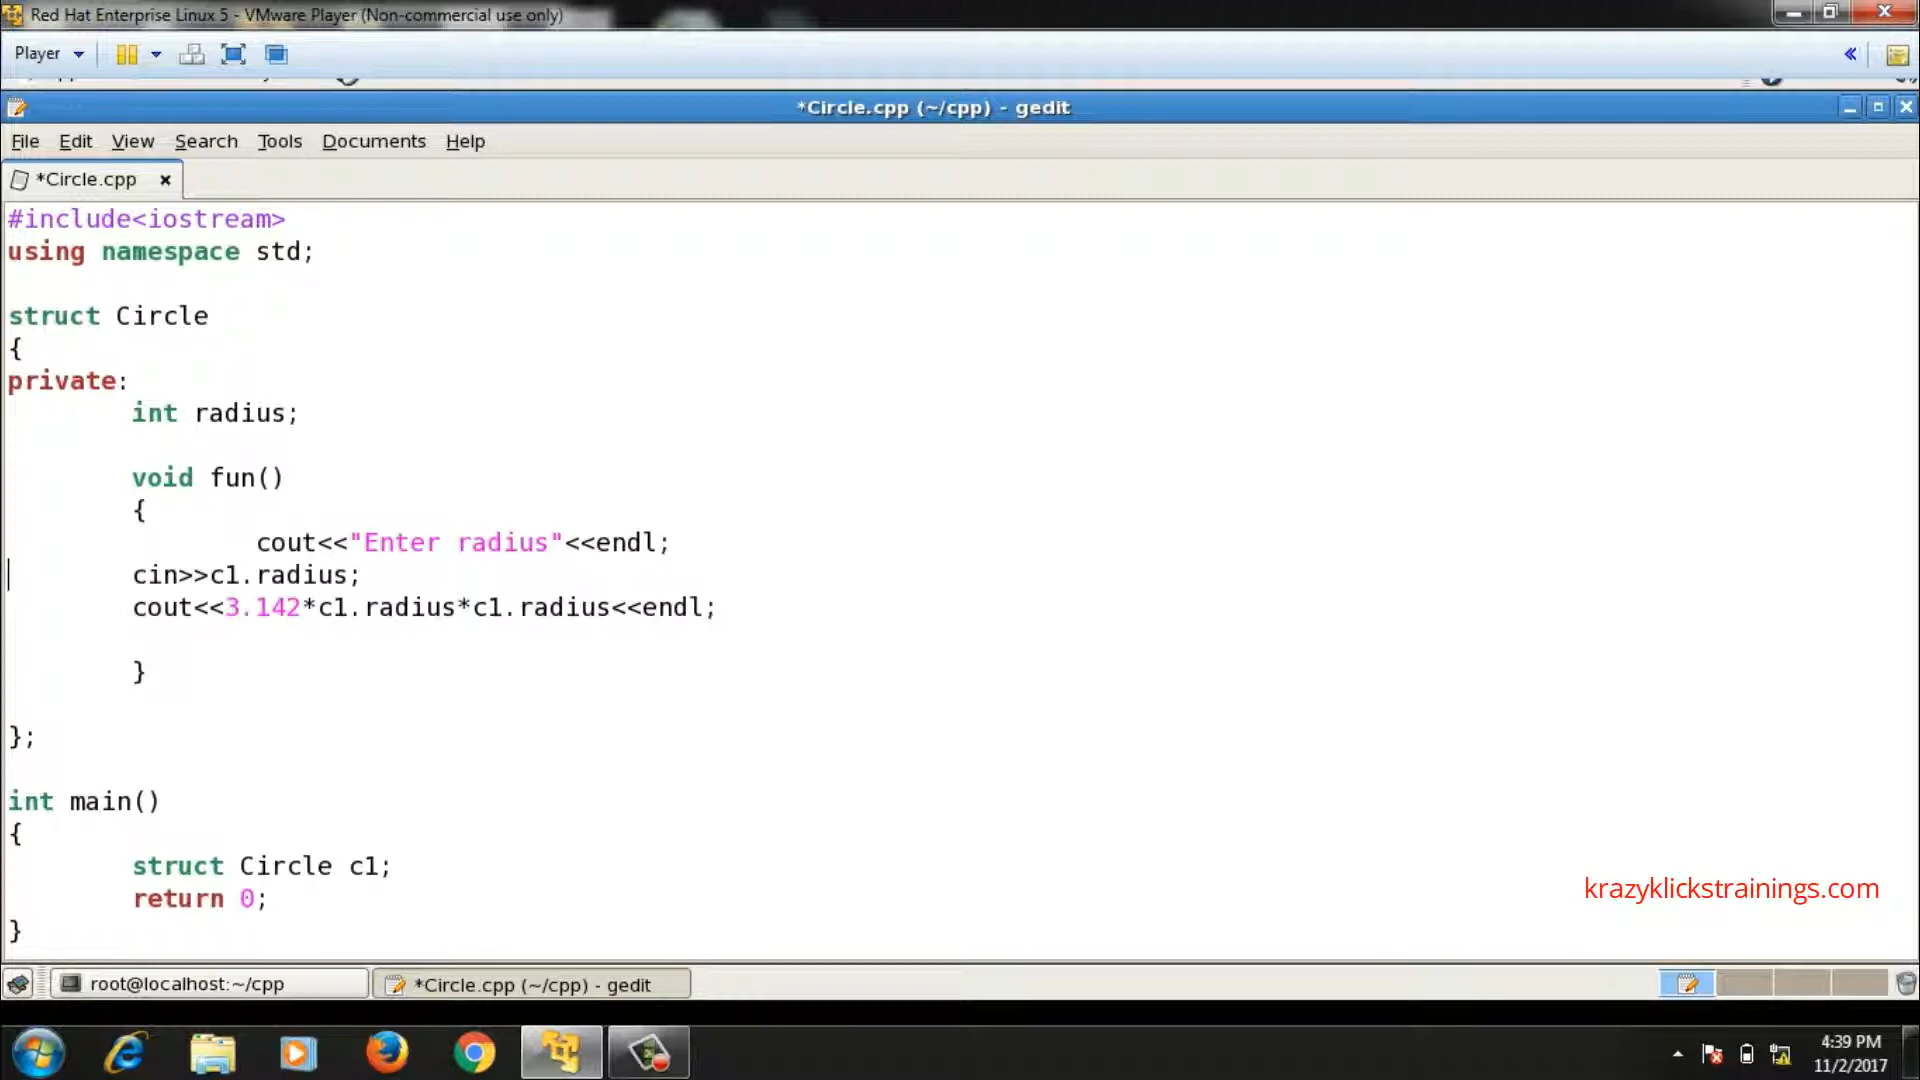 Red Hat Enterprise Linux 5 - VMware Player (Non-commercial use only)
Player
*Circle.cpp (~/cpp) - gedit
File Edit View Search Tools Documents Help
*Circle.cpp
#include<iostream>
using namespace std;
struct Circle
{
private:
int radius;
void fun()
{
cout<<"Enter radius"<<endl;
cin>>c1.radius;
cout<<3.142*c1.radius*c1.radius<<endl;
}
};
int main()
{
struct Circle c1;
return 0;
}
krazyklickstrainings.com
root@localhost:~/cpp
*Circle.cpp (~/cpp) - gedit
4:39 PM
11/2/2017